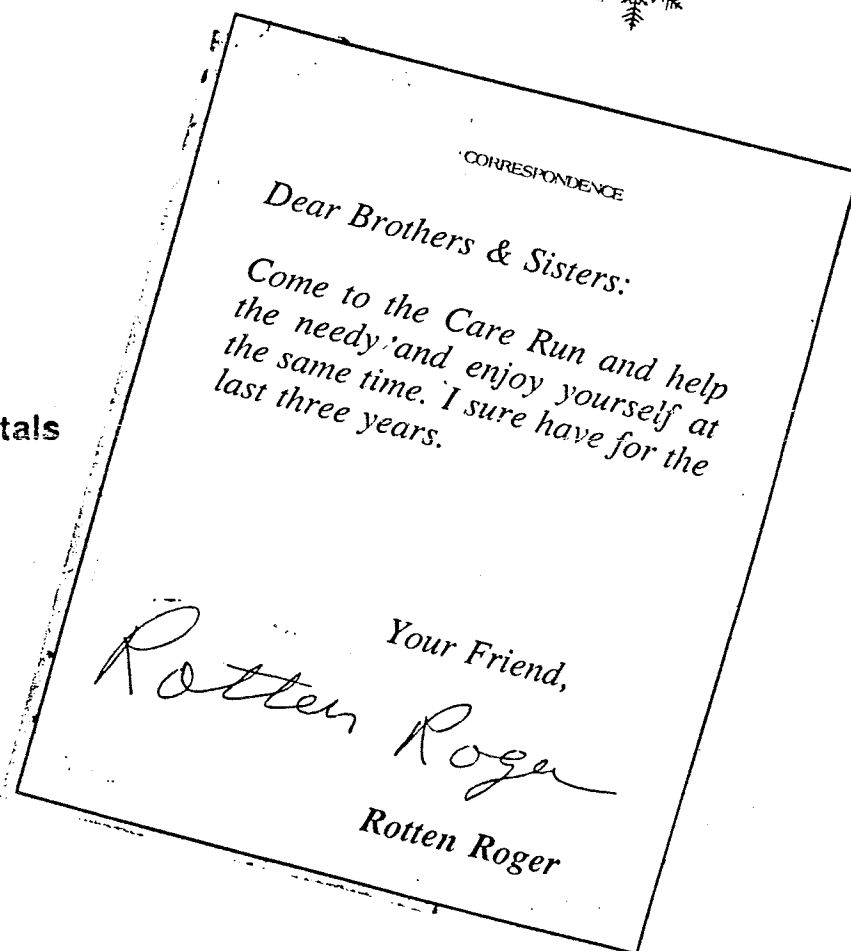 CORRESPONDENCE
Dear Brothers & Sisters:
Come to the Care Run and help
the needy and enjoy yourself at
the same time. I sure have for the
last three years.
tals
Your Friend,
Rotten Roger
Rotten Roger